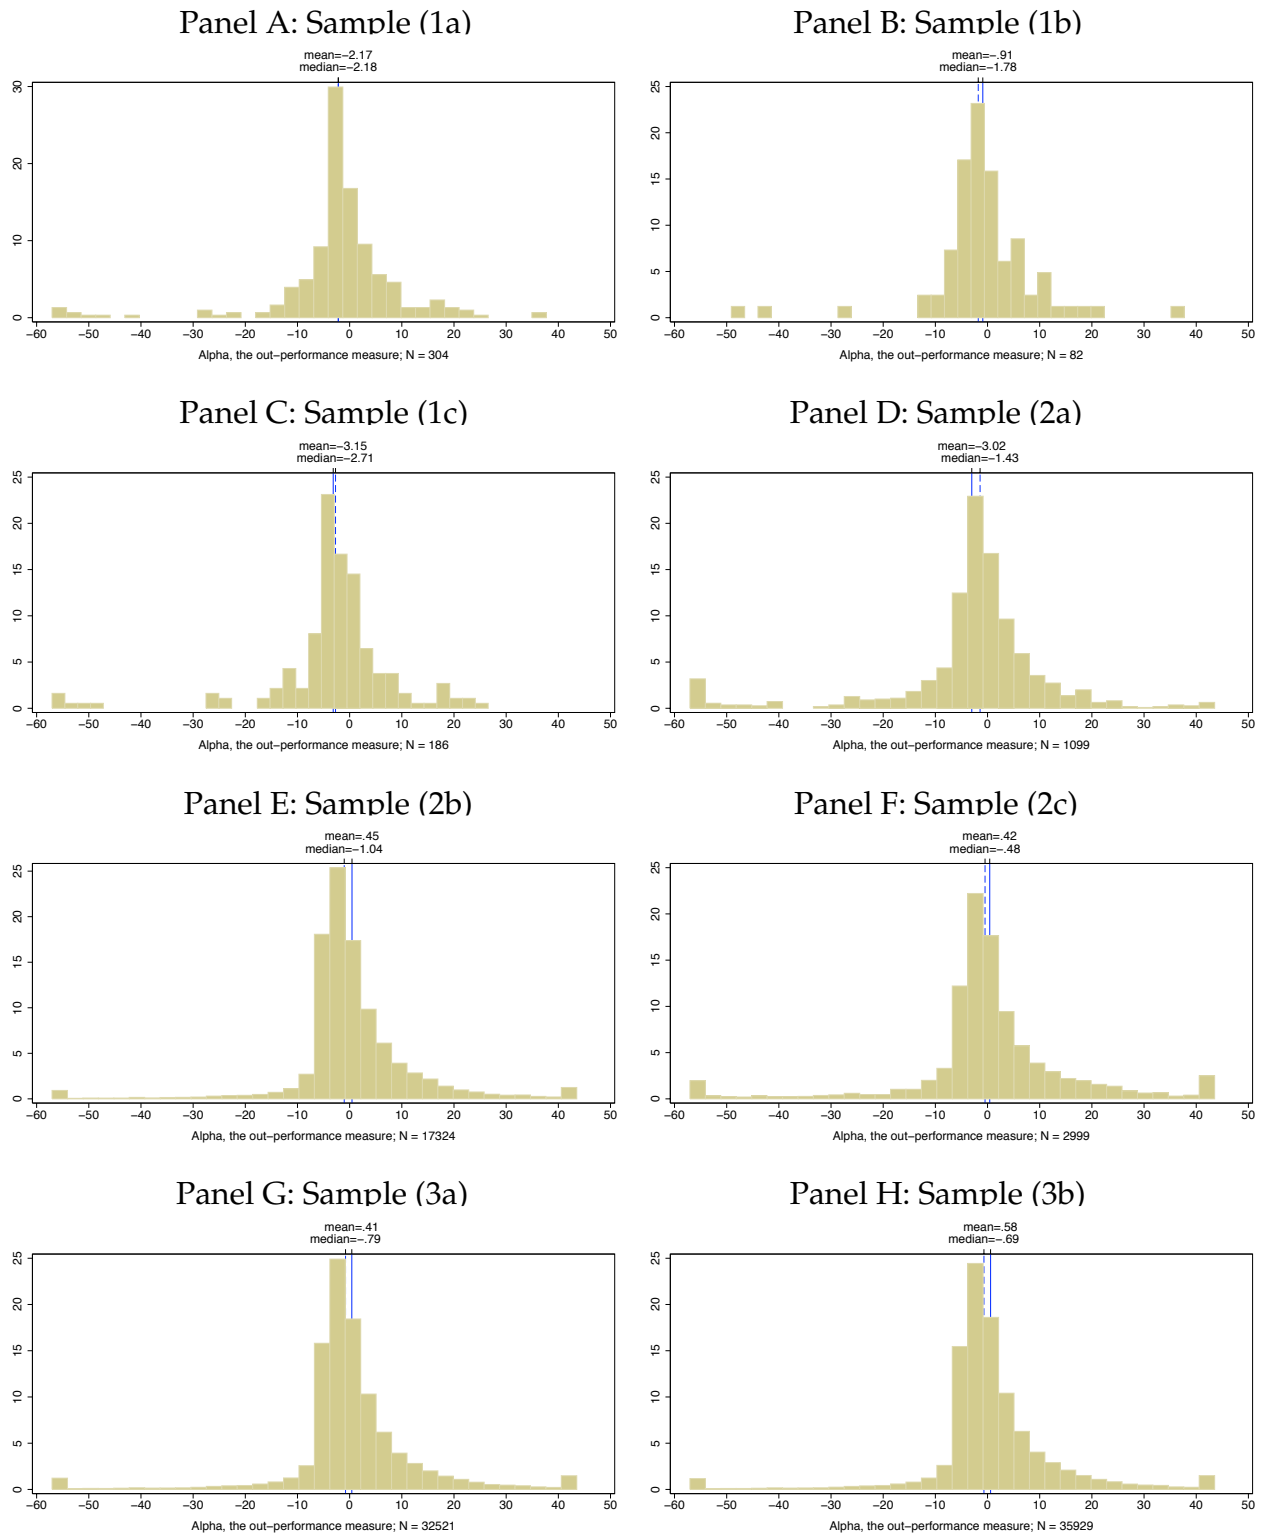 Panel A: Sample (1a)
mean=−2.17
median=−2.18
30
20
10
0
−60 −50 −40 −30 −20 −10 0 10 20 30 40 50
Alpha, the out−performance measure; N = 304
Panel B: Sample (1b)
mean=−.91
median=−1.78
25
20
15
10
5
0
−60 −50 −40 −30 −20 −10 0 10 20 30 40 50
Alpha, the out−performance measure; N = 82
Panel C: Sample (1c)
mean=−3.15
median=−2.71
25
20
15
10
5
0
−60 −50 −40 −30 −20 −10 0 10 20 30 40 50
Alpha, the out−performance measure; N = 186
Panel D: Sample (2a)
mean=−3.02
median=−1.43
25
20
15
10
5
0
−60 −50 −40 −30 −20 −10 0 10 20 30 40 50
Alpha, the out−performance measure; N = 1099
Panel E: Sample (2b)
mean=.45
median=−1.04
25
20
15
10
5
0
−60 −50 −40 −30 −20 −10 0 10 20 30 40 50
Alpha, the out−performance measure; N = 17324
Panel F: Sample (2c)
mean=.42
median=−.48
25
20
15
10
5
0
−60 −50 −40 −30 −20 −10 0 10 20 30 40 50
Alpha, the out−performance measure; N = 2999
Panel G: Sample (3a)
mean=.41
median=−.79
25
20
15
10
5
0
−60 −50 −40 −30 −20 −10 0 10 20 30 40 50
Alpha, the out−performance measure; N = 32521
Panel H: Sample (3b)
mean=.58
median=−.69
25
20
15
10
5
0
−60 −50 −40 −30 −20 −10 0 10 20 30 40 50
Alpha, the out−performance measure; N = 35929